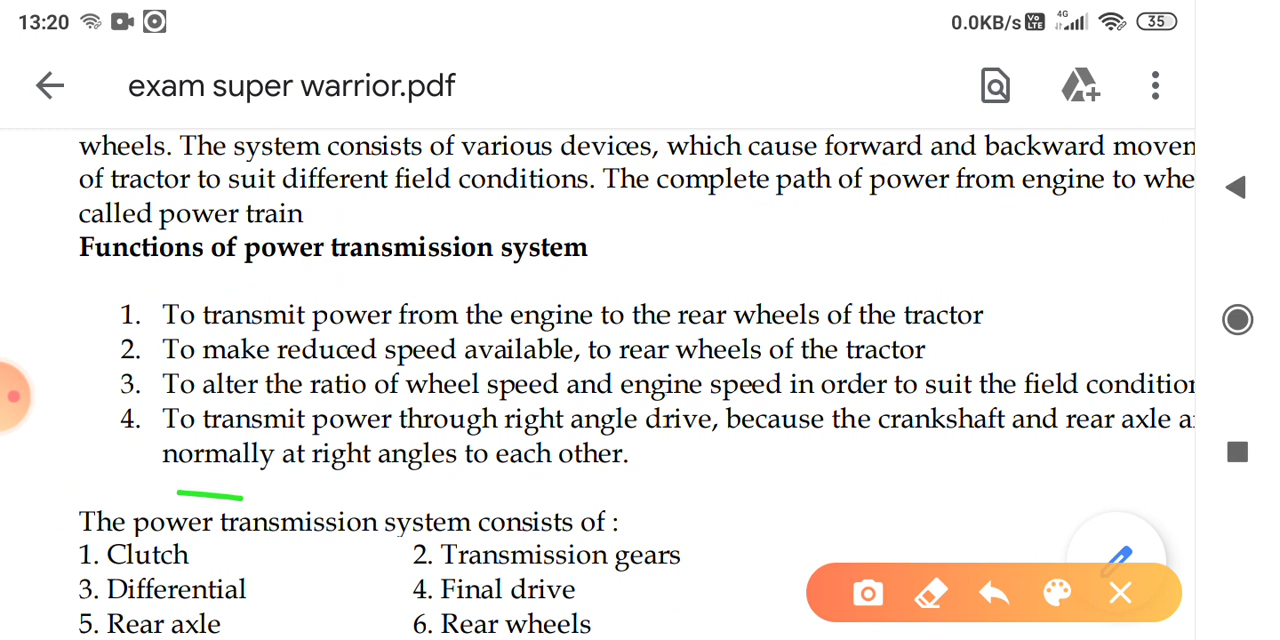 13:20 0.0KB/s Vo LTE 4G 35
exam super warrior.pdf
wheels. The system consists of various devices, which cause forward and backward moven
of tractor to suit different field conditions. The complete path of power from engine to whe
called power train
Functions of power transmission system
1. To transmit power from the engine to the rear wheels of the tractor
2. To make reduced speed available, to rear wheels of the tractor
3. To alter the ratio of wheel speed and engine speed in order to suit the field condition
4. To transmit power through right angle drive, because the crankshaft and rear axle a
normally at right angles to each other.
The power transmission system consists of :
1. Clutch 2. Transmission gears
3. Differential 4. Final drive
5. Rear axle 6. Rear wheels